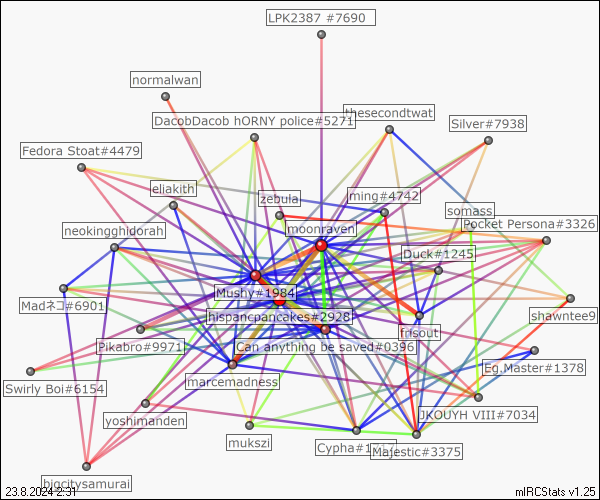 LPK2387 #7690
normalwan
DacobDacob hORNY police#5271
thesecondtwat
Silver#7938
Fedora Stoat#4479
eliakith
zebula
ming#4742
somass
neokingghidorah
moonraven
Pocket Persona#3326
Duck#1245
Madネコ#6901
Mushy#1984
hispancpancakes#2928
shawntee9
frisout
Pikabro#9971
Can anything be saved#0396
Eg.Master#1378
Swirly Boi#6154
marcemadness
yoshimanden
JKOUYH VIII#7034
mukszi
Majestic#3375
bigcitysamurai
23.8.2024 2:31
mIRCStats v1.25